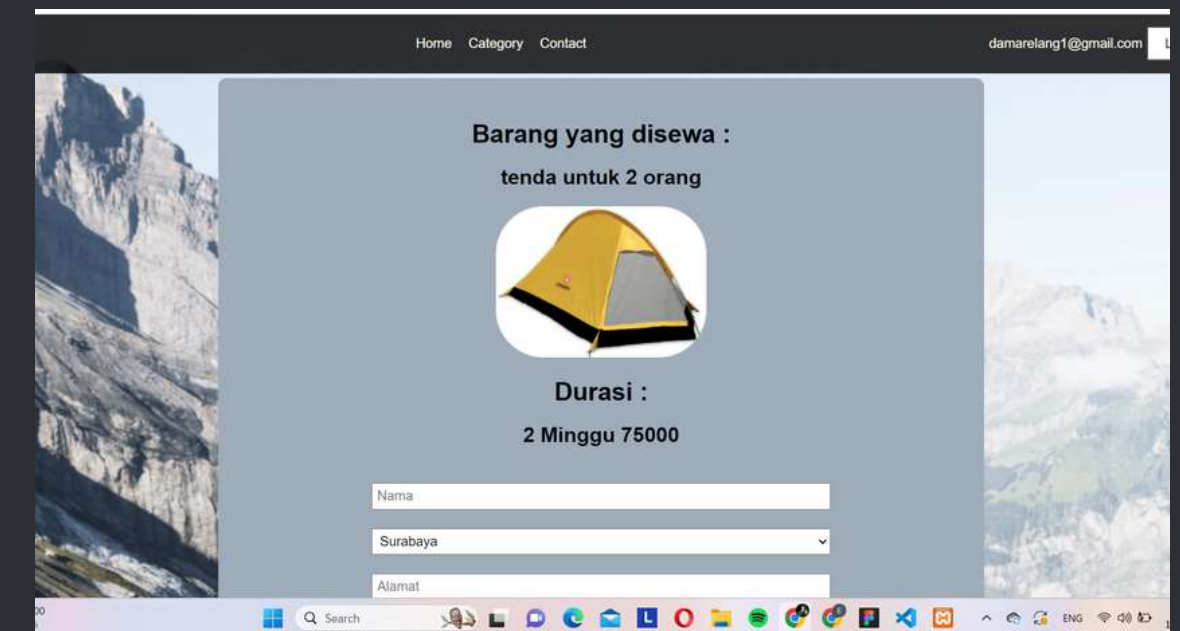 Home Category Contact damarelang1@gmail.com
Barang yang disewa :
tenda untuk 2 orang
Durasi :
2 Minggu 75000
Nama
Surabaya
Alamat
Search ENG